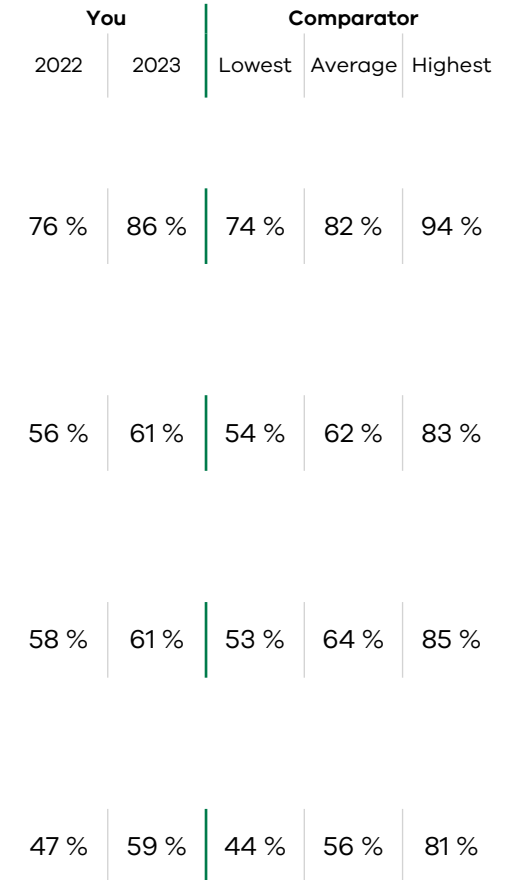 You Comparator
2022 2023 Lowest Average Highest
76 % 86 % 74 % 82 % 94 %
56 % 61 % 54 % 62 % 83 %
58 % 61 % 53 % 64 % 85 %
47 % 59 % 44 % 56 % 81 %